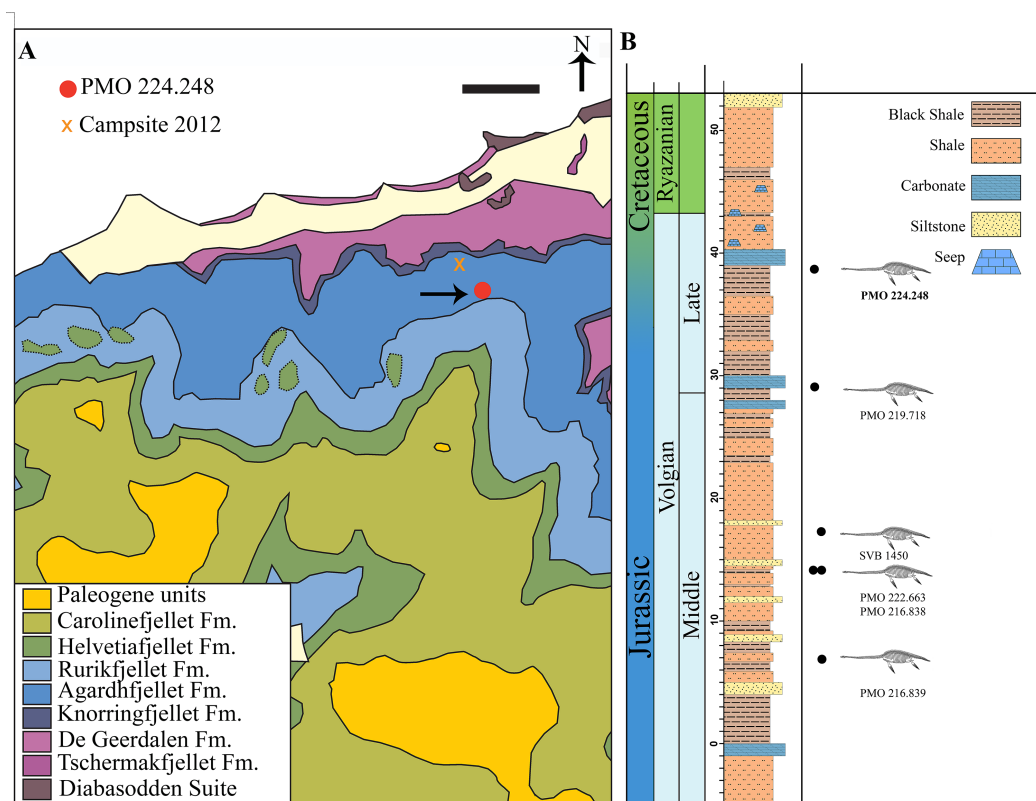 A
N
PMO 224.248
x Campsite 2012
Paleogene units
Carolinefjellet Fm.
Helvetiafjellet Fm.
Rurikfjellet Fm.
Agardhfjellet Fm.
Knorringfjellet Fm.
De Geerdalen Fm.
Tschermakfjellet Fm.
Diabasodden Suite
x
B
Cretaceous
Jurassic
Ryazanian
Volgian
Late
Middle
50
40
30
20
10
0
Black Shale
Shale
Carbonate
Siltstone
Seep
PMO 224.248
PMO 219.718
SVB 1450
PMO 222.663
PMO 216.838
PMO 216.839